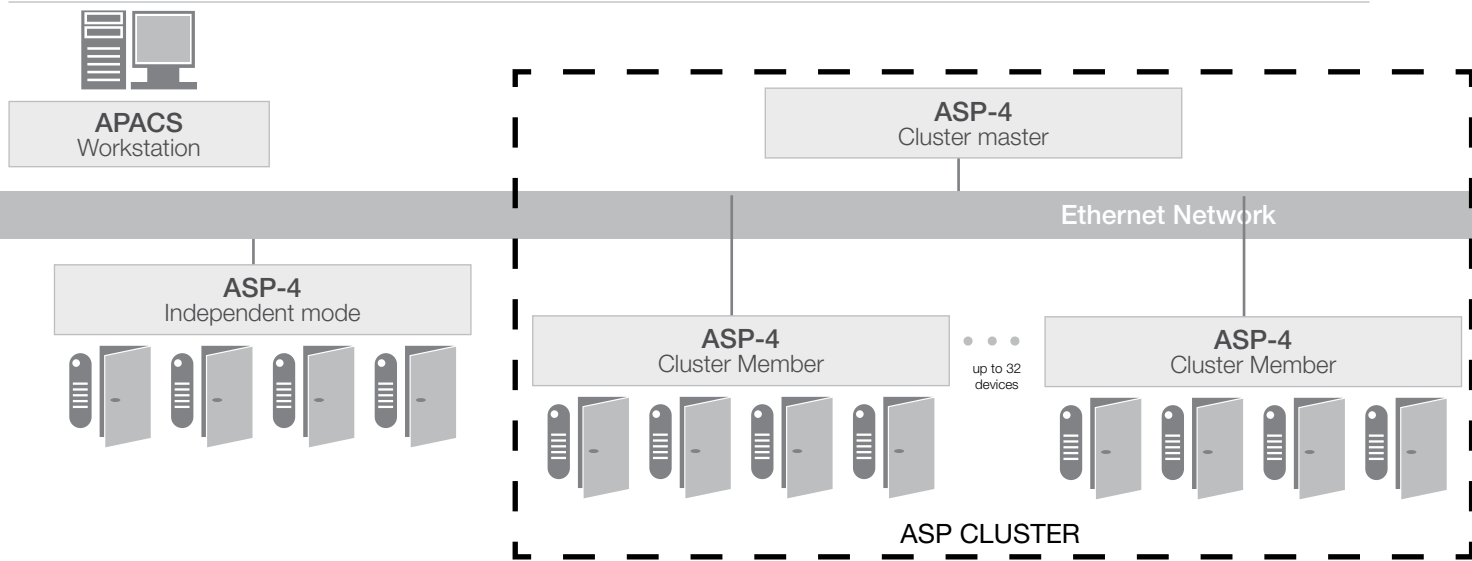 APACS
Workstation
ASP-4
Cluster master
Ethernet Network
ASP-4
Independent mode
ASP-4
Cluster Member
up to 32
devices
ASP-4
Cluster Member
ASP CLUSTER